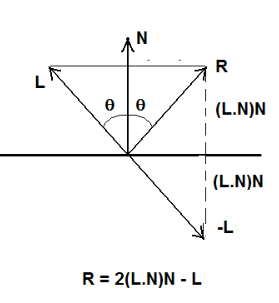 N
L
R
θ θ
(L.N)N
(L.N)N
-L
R = 2(L.N)N - L